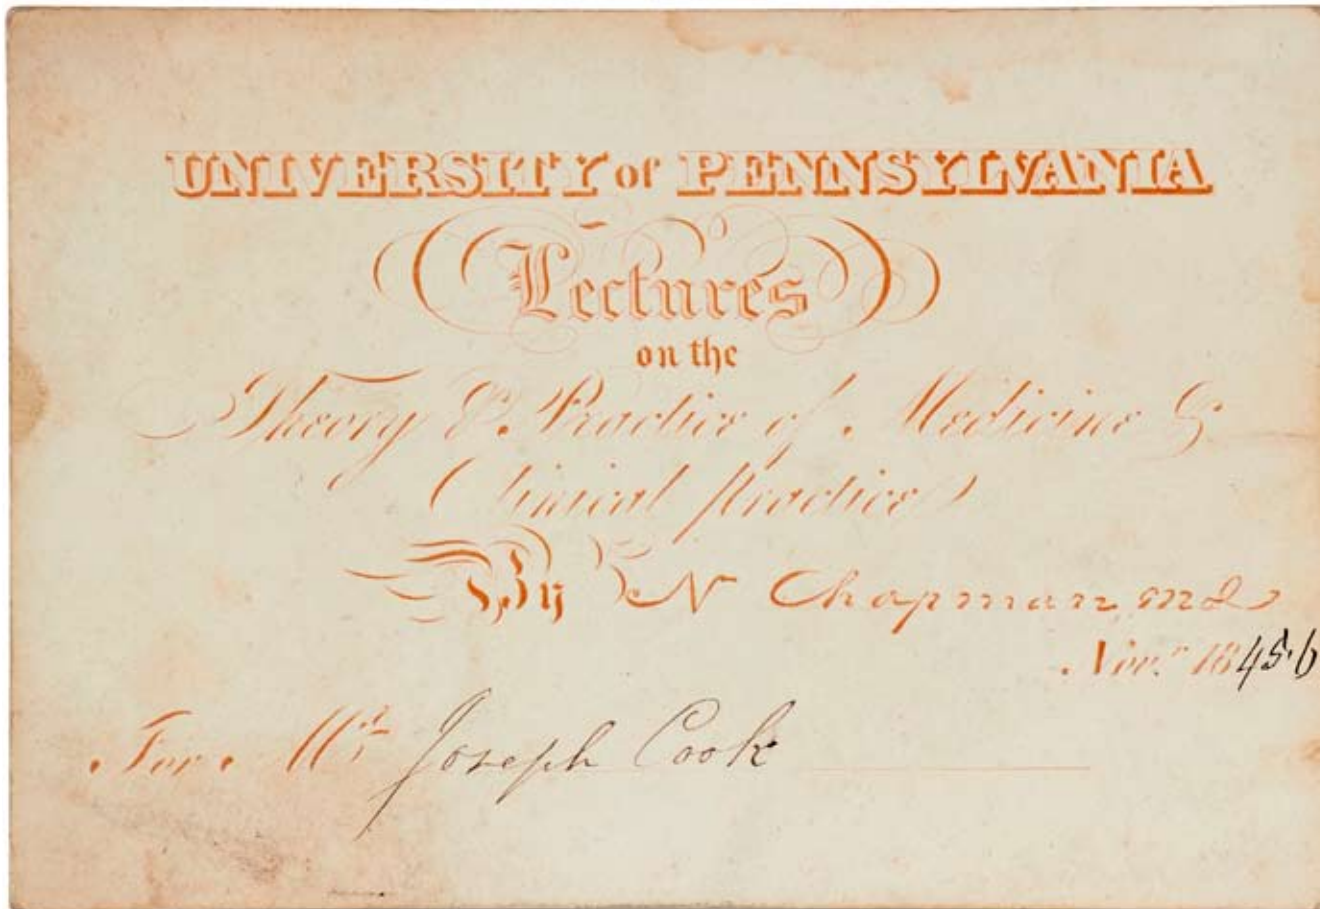 UNIVERSITY of PENNSYLVANIA
Lectures
on the
Theory & Practice of Medicine &
Clinical Practice
By N Chapman, MD
Novr. 1845.6
For Mr Joseph Cook